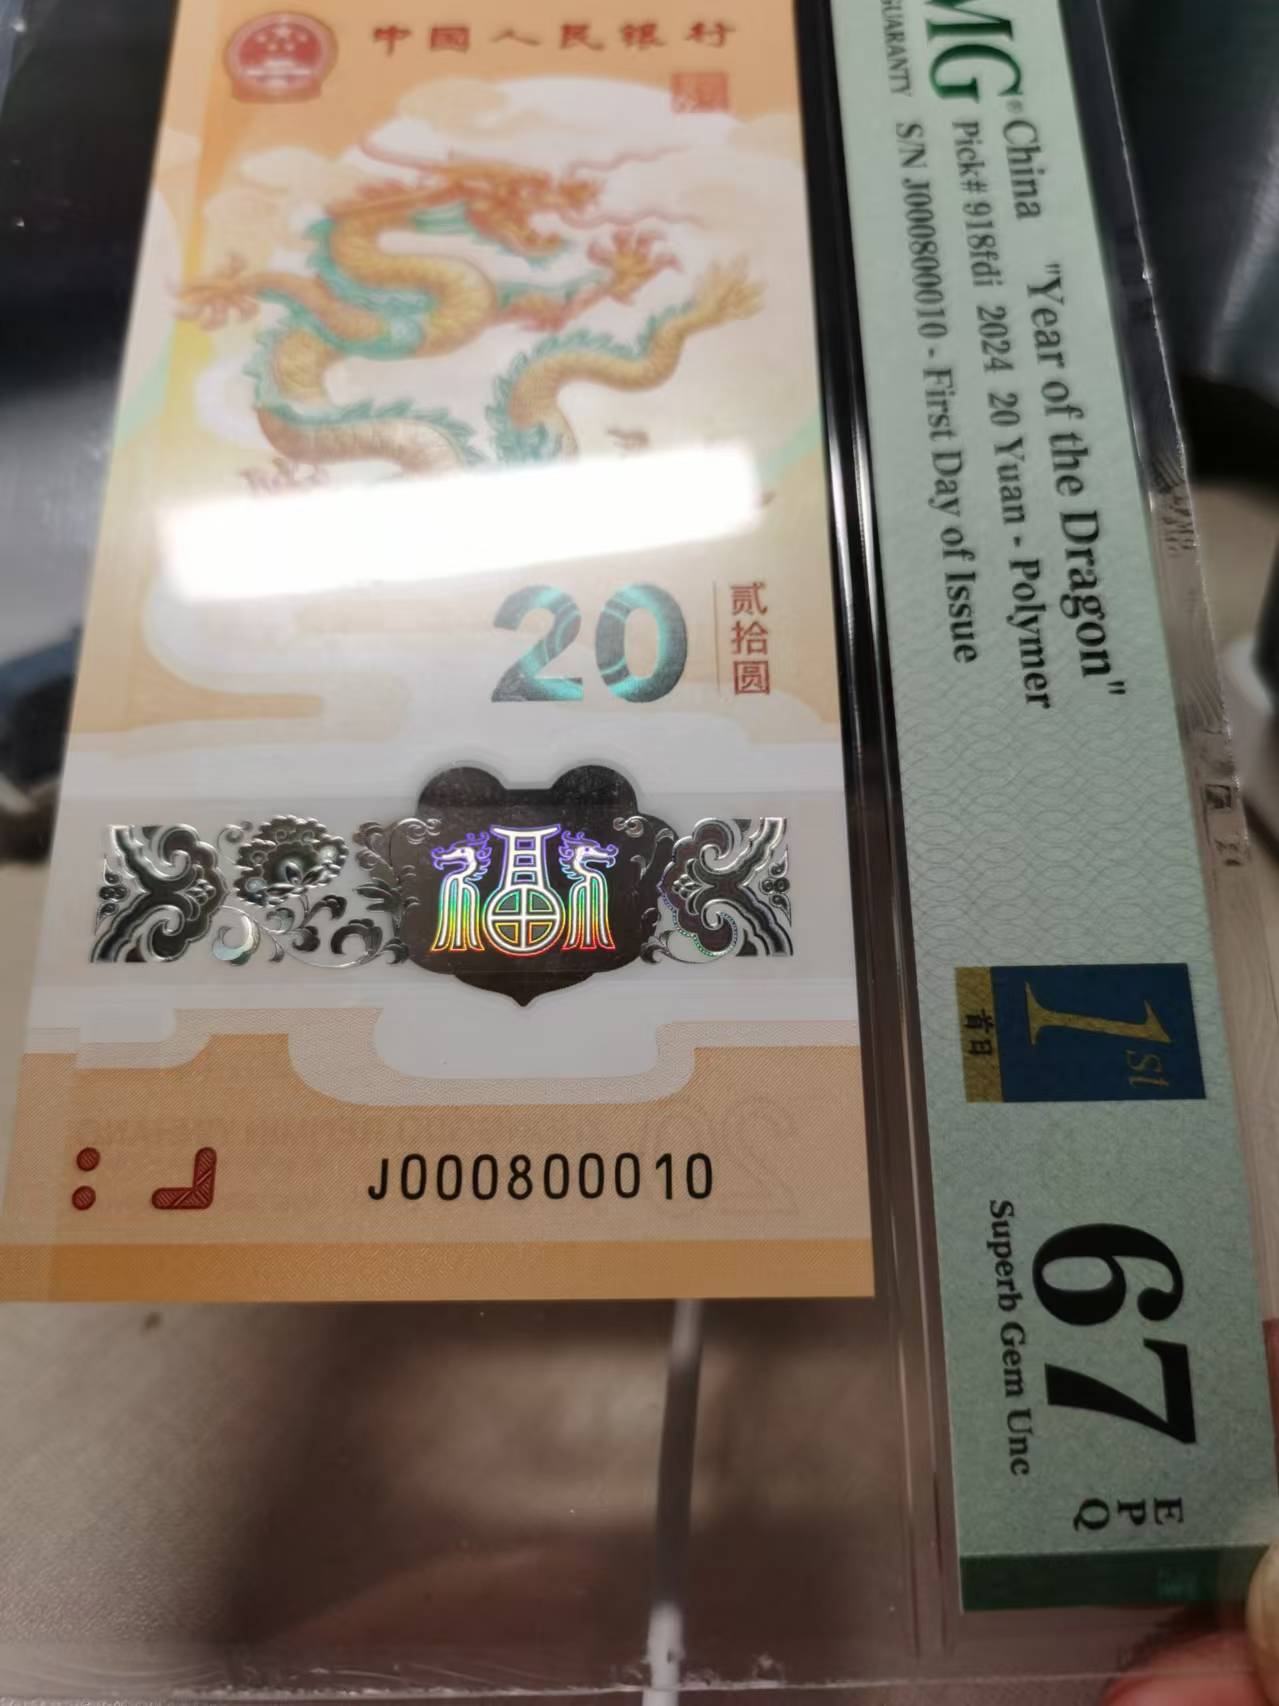 中国人民银行
20
贰拾圆
J000800010
MG®
GUARANTY
China "Year of the Dragon"
Pick# 918fdi 2024 20 Yuan - Polymer
S/N J000800010 - First Day of Issue
1st
首日
67
EPQ
Superb Gem Unc